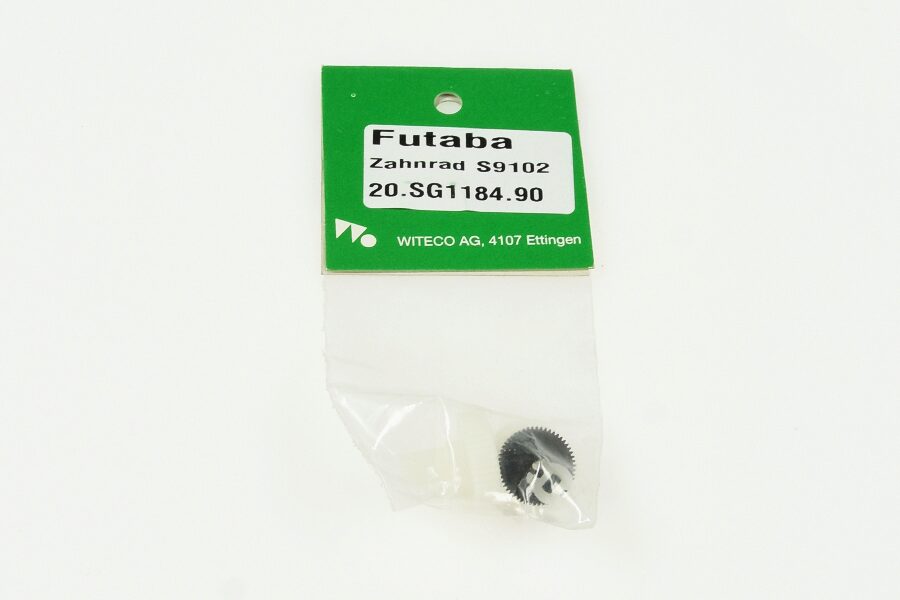 Futaba
Zahnrad S9102
20.SG1184.90
WITECO AG, 4107 Ettingen